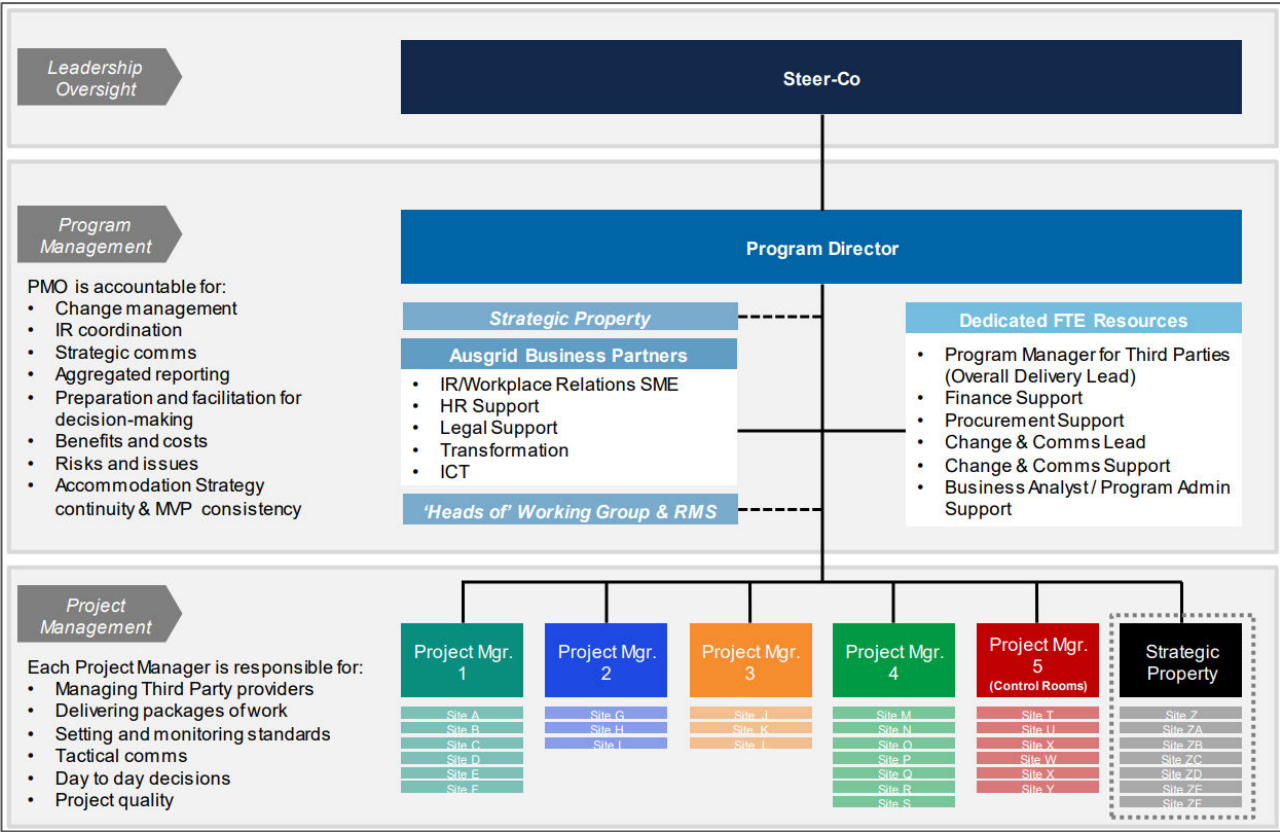 Leadership
Oversight
Steer-Co
Program
Management
PMO is accountable for:
• Change management
• IR coordination
• Strategic comms
• Aggregated reporting
• Preparation and facilitation for
decision-making
• Benefits and costs
• Risks and issues
• Accommodation Strategy
continuity & MVP consistency
Program Director
Strategic Property
Ausgrid Business Partners
• IR/Workplace Relations SME
• HR Support
• Legal Support
• Transformation
• ICT
'Heads of' Working Group & RMS
Dedicated FTE Resources
• Program Manager for Third Parties
(Overall Delivery Lead)
• Finance Support
• Procurement Support
• Change & Comms Lead
• Change & Comms Support
• Business Analyst / Program Admin
Support
Project
Management
Each Project Manager is responsible for:
• Managing Third Party providers
• Delivering packages of work
• Setting and monitoring standards
• Tactical comms
• Day to day decisions
• Project quality
Project Mgr.
1
Site A
Site B
Site C
Site D
Site E
Site F
Project Mgr.
2
Site G
Site H
Site I
Project Mgr.
3
Site J
Site K
Site L
Project Mgr.
4
Site M
Site N
Site O
Site P
Site Q
Site R
Site S
Project Mgr.
5
(Control Rooms)
Site T
Site U
Site X
Site W
Site X
Site Y
Strategic
Property
Site Z
Site ZA
Site ZB
Site ZC
Site ZD
Site ZE
Site ZF